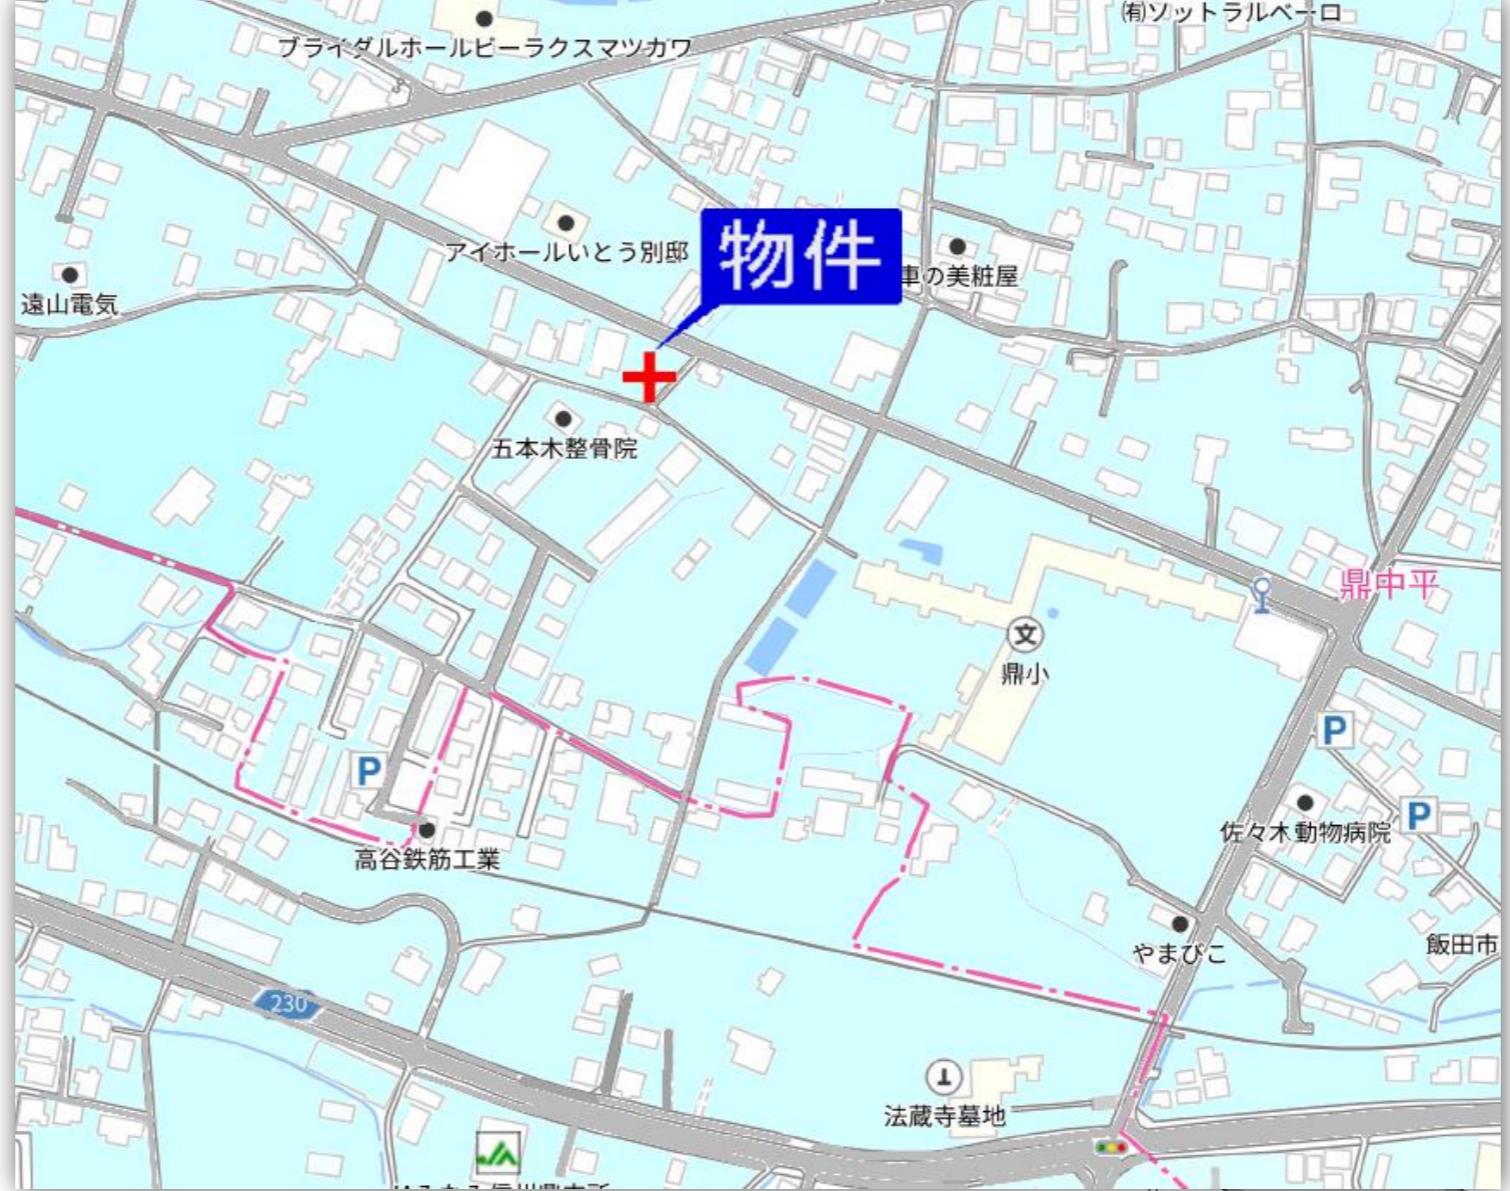 ㈲ソットラルベーロ
ブライダルホールビーラクスマツカワ
物件
アイホールいとう別邸
車の美粧屋
遠山電気
五本木整骨院
鼎中平
文
鼎小
P
P
P
佐々木動物病院
高谷鉄筋工業
やまびこ
飯田市
230
法蔵寺墓地